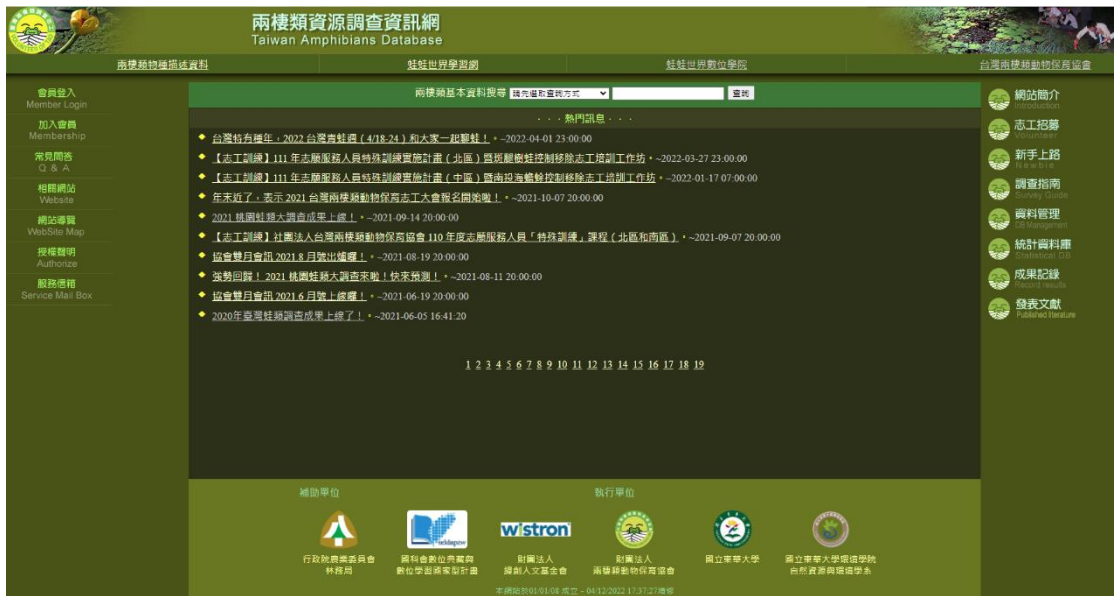 兩棲類資源調查資訊網
Taiwan Amphibians Database
兩棲類物種描述資料 蛙蛙世界學習網 蛙蛙世界數位學院 台灣兩棲類動物保育協會
會員登入
Member Login
加入會員
Membership
常見問答
Q & A
相關網站
Website
網站導覽
WebSite Map
授權聲明
Authorize
服務信箱
Service Mail Box
兩棲類基本資料搜尋 請先選取查詢方式 查詢
· · · 熱門訊息 · · ·
台灣特有種年，2022 台灣青蛙週（4/18-24）和大家一起聊蛙！。~2022-04-01 23:00:00
【志工訓練】111 年志願服務人員特殊訓練實施計畫（北區）暨斑腿樹蛙控制移除志工培訓工作坊。~2022-03-27 23:00:00
【志工訓練】111 年志願服務人員特殊訓練實施計畫（中區）暨南投海蟾蜍控制移除志工培訓工作坊。~2022-01-17 07:00:00
年末近了，表示 2021 台灣兩棲類動物保育志工大會報名開始啦！。~2021-10-07 20:00:00
2021 桃園蛙類大調查成果上線！。~2021-09-14 20:00:00
【志工訓練】社團法人台灣兩棲類動物保育協會 110 年度志願服務人員「特殊訓練」課程（北區和南區）。~2021-09-07 20:00:00
協會雙月會訊 2021.8 月號出爐囉！。~2021-08-19 20:00:00
強勢回歸！ 2021 桃園蛙類大調查來啦！快來預測！。~2021-08-11 20:00:00
協會雙月會訊 2021.6 月號上線囉！。~2021-06-19 20:00:00
2020年臺灣蛙類調查成果上線了！。~2021-06-05 16:41:20
1 2 3 4 5 6 7 8 9 10 11 12 13 14 15 16 17 18 19
網站簡介
Introduction
志工招募
Volunteer
新手上路
Newbie
調查指南
Survey Guide
資料管理
DB Management
統計資料庫
Statistical DB
成果記錄
Record results
發表文獻
Published literature
補助單位 執行單位
wistron
行政院農業委員會
林務局
國科會數位典藏與
數位學習國家型計畫
財團法人
緯創人文基金會
財團法人
兩棲類動物保育協會
國立東華大學
國立東華大學環境學院
自然資源與環境學系
本網站於01/01/08 成立 - 04/12/2022 17:37:27